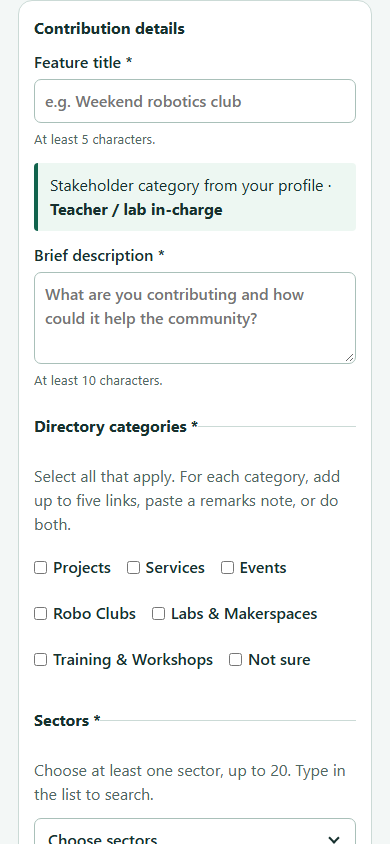 Contribution details
Feature title *
e.g. Weekend robotics club
At least 5 characters.
Stakeholder category from your profile ·
Teacher / lab in-charge
Brief description *
What are you contributing and how
could it help the community?
At least 10 characters.
Directory categories *
Select all that apply. For each category, add
up to five links, paste a remarks note, or do
both.
Projects Services Events
Robo Clubs Labs & Makerspaces
Training & Workshops Not sure
Sectors *
Choose at least one sector, up to 20. Type in
the list to search.
Choose sectors